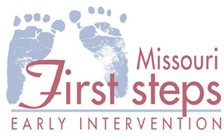 Missouri
First steps
EARLY INTERVENTION